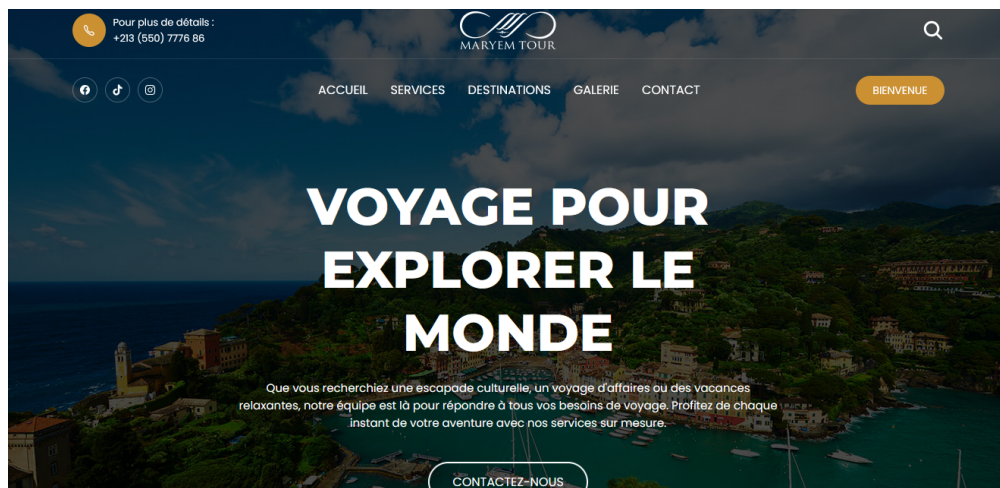 Pour plus de détails :
+213 (550) 7776 86
MARYEM TOUR
ACCUEIL SERVICES DESTINATIONS GALERIE CONTACT
BIENVENUE
VOYAGE POUR
EXPLORER LE
MONDE
Que vous recherchiez une escapade culturelle, un voyage d'affaires ou des vacances
relaxantes, notre équipe est là pour répondre à tous vos besoins de voyage. Profitez de chaque
instant de votre aventure avec nos services sur mesure.
CONTACTEZ-NOUS